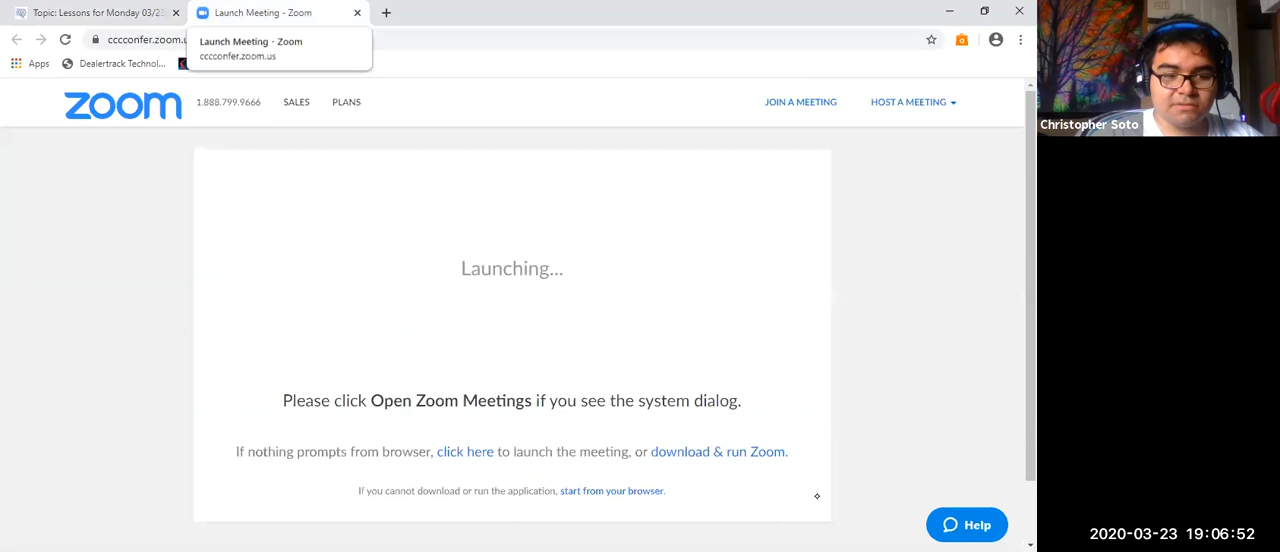 Topic: Lessons for Monday 03/23
Launch Meeting - Zoom
cccconfer.zoom.u
Launch Meeting - Zoom
cccconfer.zoom.us
Apps
Dealertrack Technol...
zoom
1.888.799.9666
SALES
PLANS
JOIN A MEETING
HOST A MEETING
Christopher Soto
Launching...
Please click Open Zoom Meetings if you see the system dialog.
If nothing prompts from browser, click here to launch the meeting, or download & run Zoom.
If you cannot download or run the application, start from your browser.
Help
2020-03-23 19:06:52